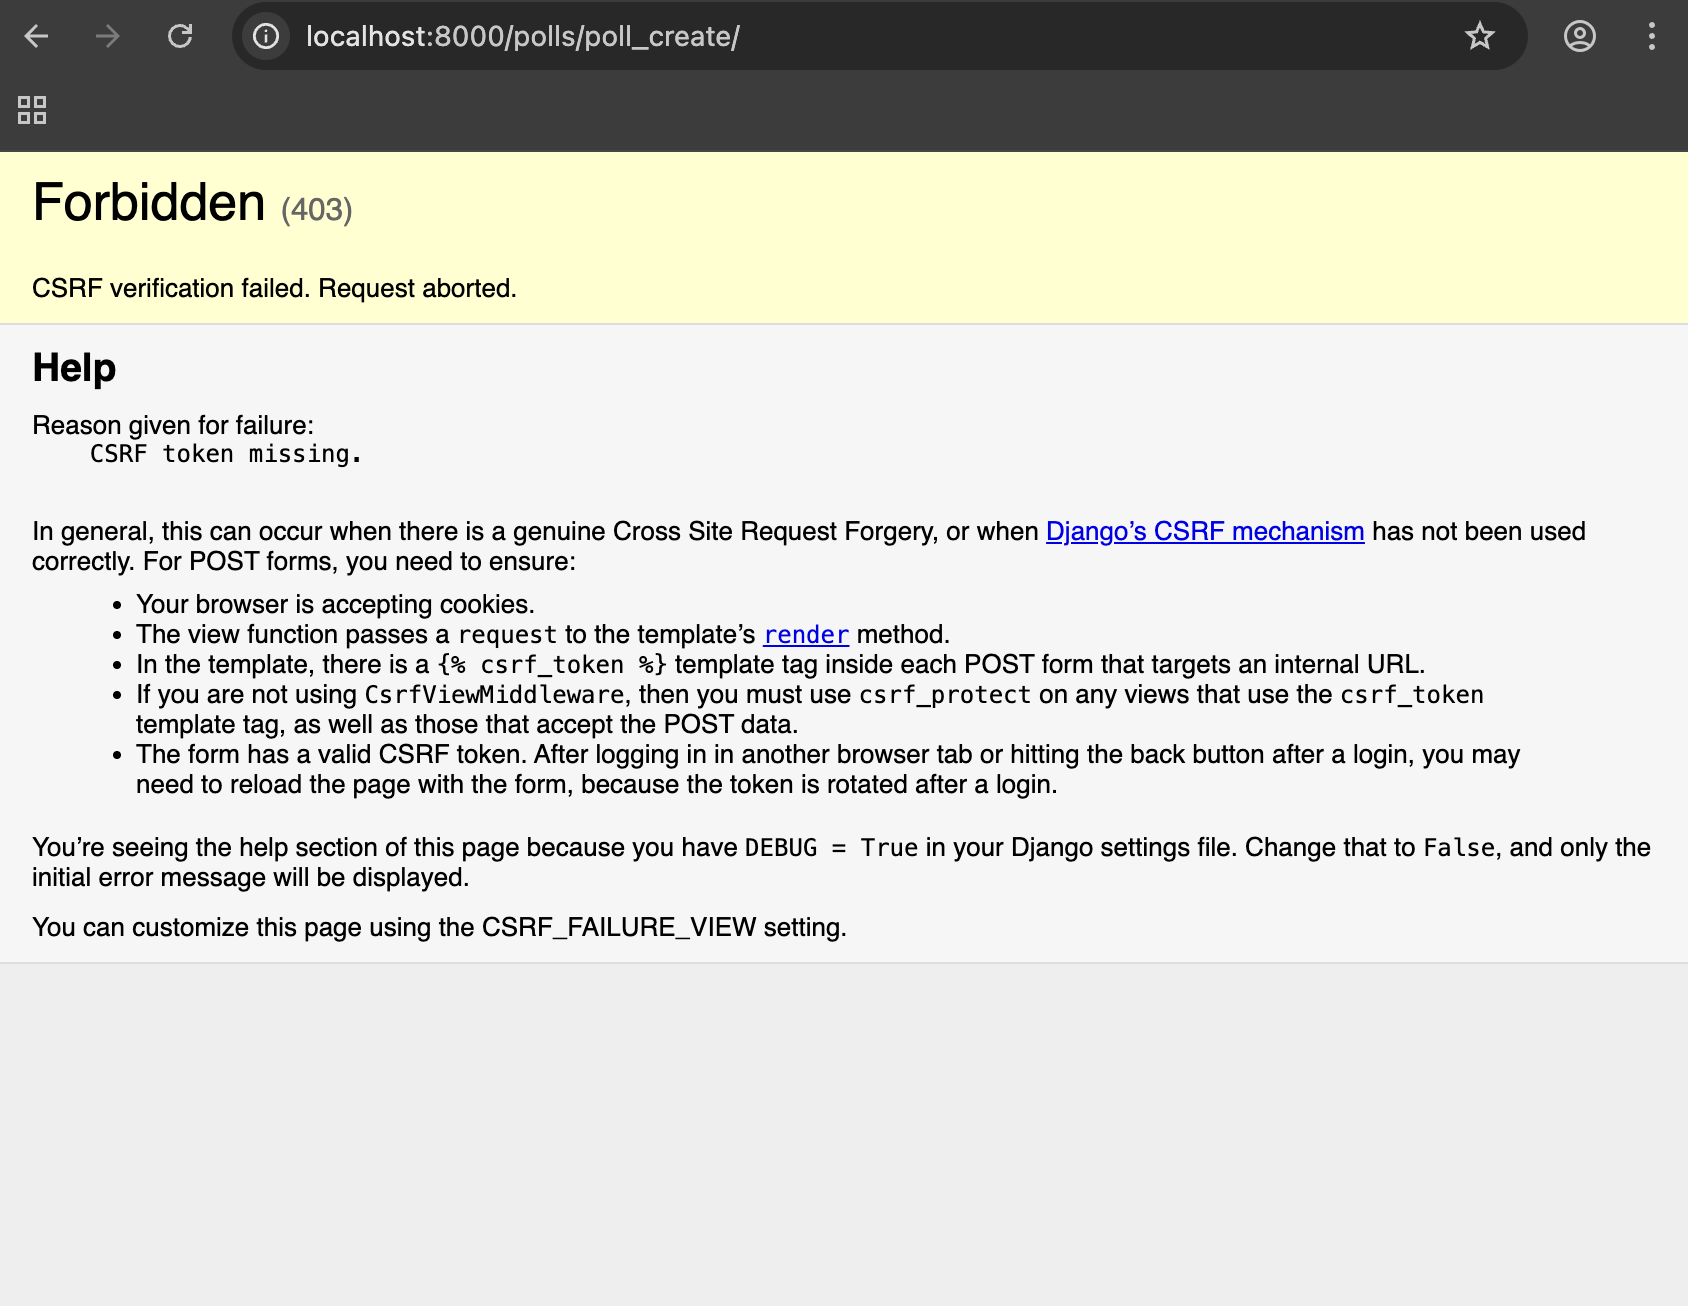 localhost:8000/polls/poll_create/
Forbidden (403)
CSRF verification failed. Request aborted.
Help
Reason given for failure:
CSRF token missing.
In general, this can occur when there is a genuine Cross Site Request Forgery, or when Django’s CSRF mechanism has not been used
correctly. For POST forms, you need to ensure:
• Your browser is accepting cookies.
• The view function passes a request to the template’s render method.
• In the template, there is a {% csrf_token %} template tag inside each POST form that targets an internal URL.
• If you are not using CsrfViewMiddleware, then you must use csrf_protect on any views that use the csrf_token
template tag, as well as those that accept the POST data.
• The form has a valid CSRF token. After logging in in another browser tab or hitting the back button after a login, you may
need to reload the page with the form, because the token is rotated after a login.
You’re seeing the help section of this page because you have DEBUG = True in your Django settings file. Change that to False, and only the
initial error message will be displayed.
You can customize this page using the CSRF_FAILURE_VIEW setting.